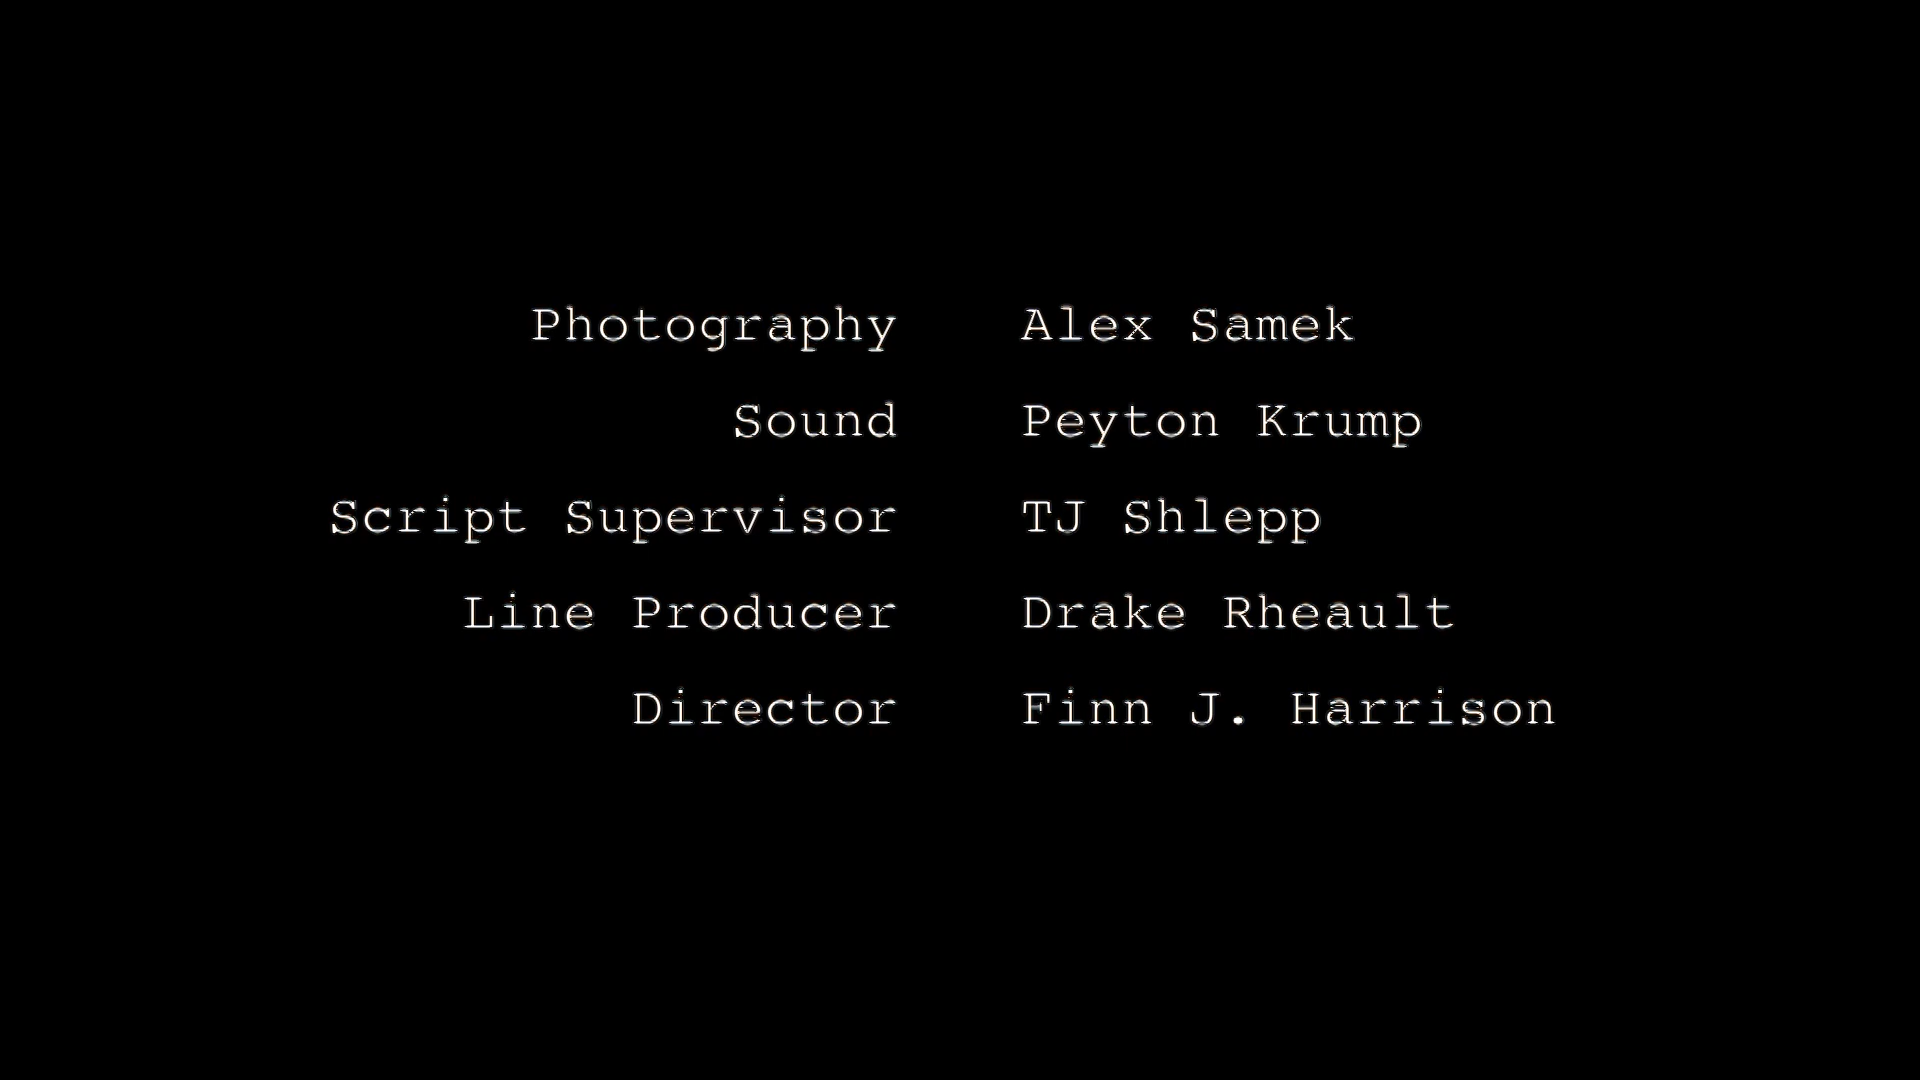 Photography Alex Samek
Sound Peyton Krump
Script Supervisor TJ Shlepp
Line Producer Drake Rheault
Director Finn J. Harrison